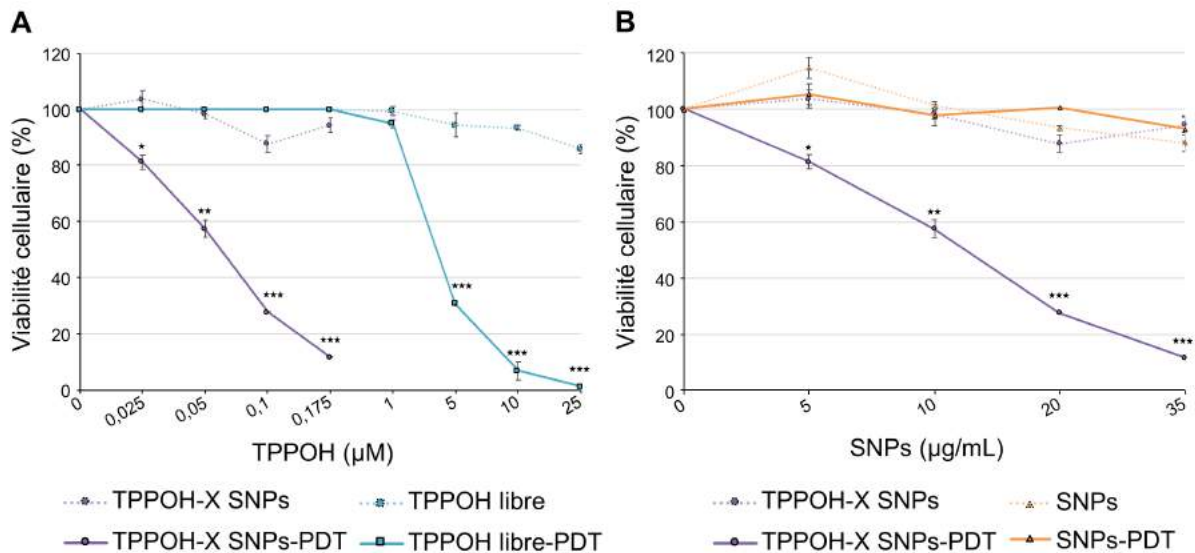 A
Viabilité cellulaire (%)
120
100
80
60
40
20
0
*
**
***
***
***
***
***
0
0,025
0,05
0,1
0,175
1
5
10
25
TPPOH (µM)
TPPOH-X SNPs
TPPOH libre
TPPOH-X SNPs-PDT
TPPOH libre-PDT
B
Viabilité cellulaire (%)
120
100
80
60
40
20
0
*
**
***
***
0
5
10
20
35
SNPs (µg/mL)
TPPOH-X SNPs
SNPs
TPPOH-X SNPs-PDT
SNPs-PDT